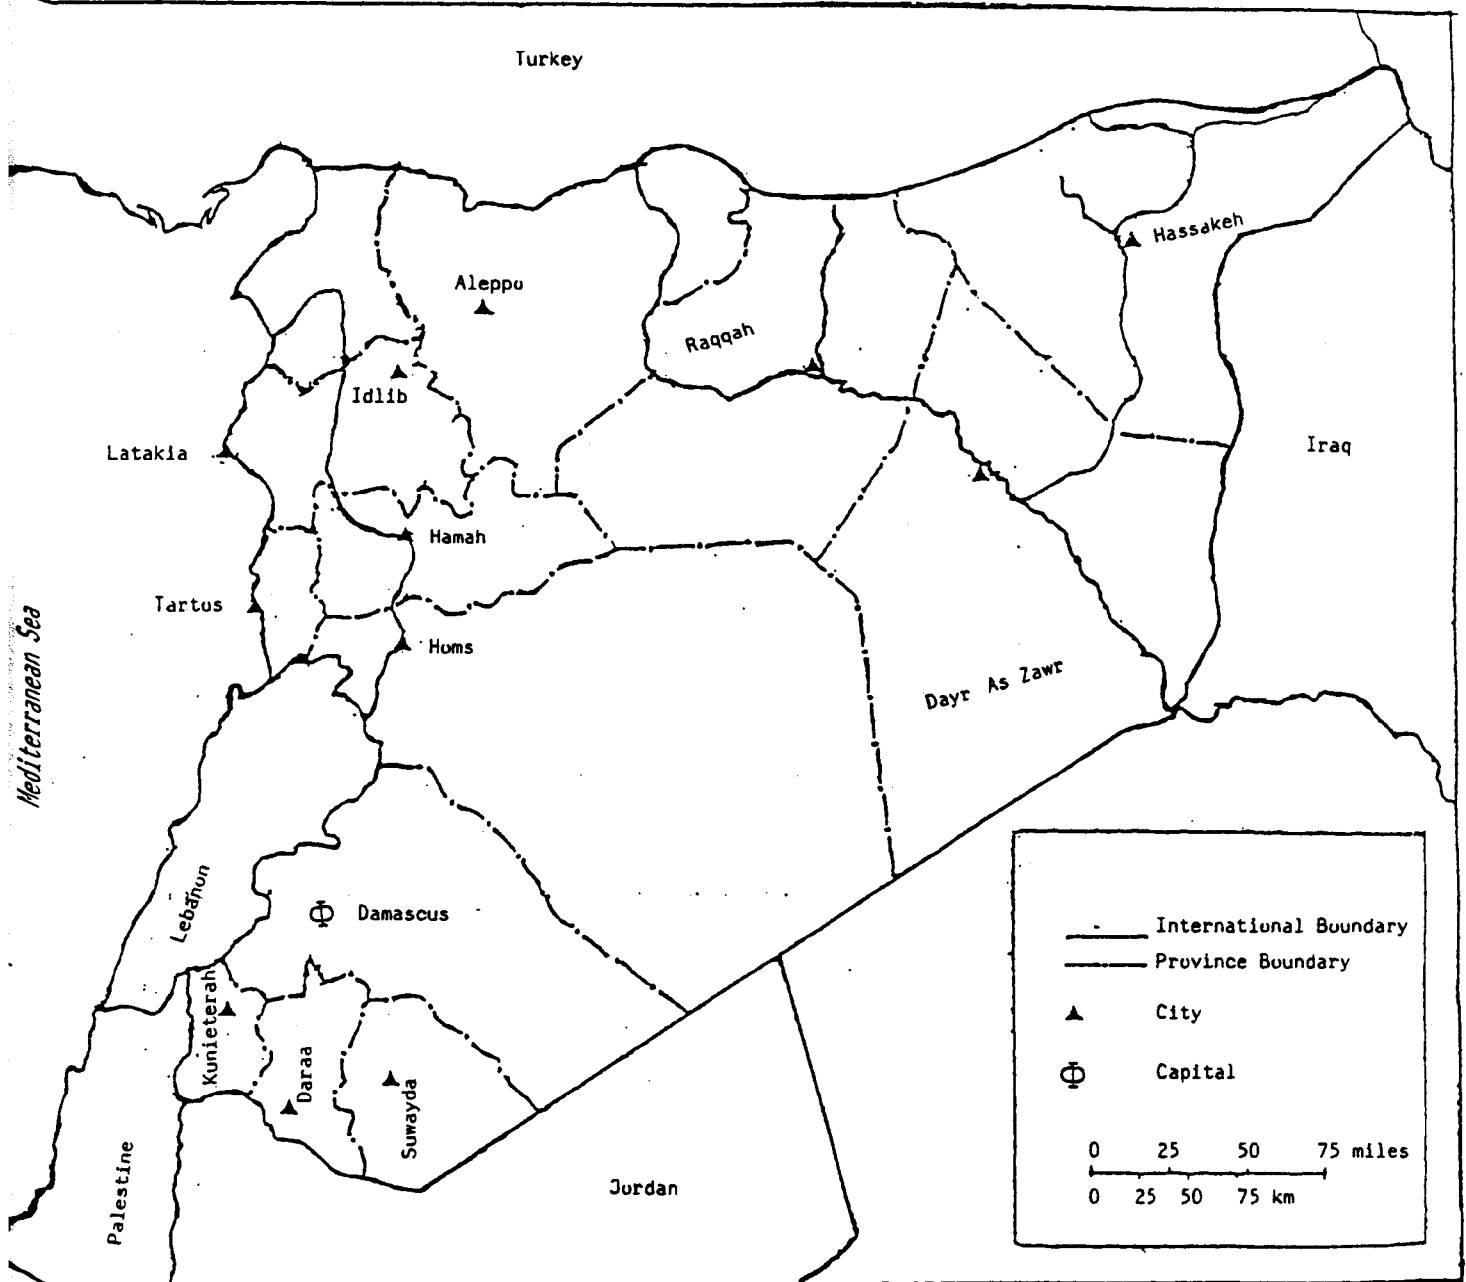 Turkey
Hassakeh
Aleppo
Raqqah
Idlib
Latakia
Iraq
Hamah
Tartus
Homs
Mediterranean Sea
Dayr As Zawr
Lebanon
Damascus
Kunieterah
Daraa
Suwayda
Palestine
Jordan
International Boundary
Province Boundary
City
Capital
0 25 50 75 miles
0 25 50 75 km